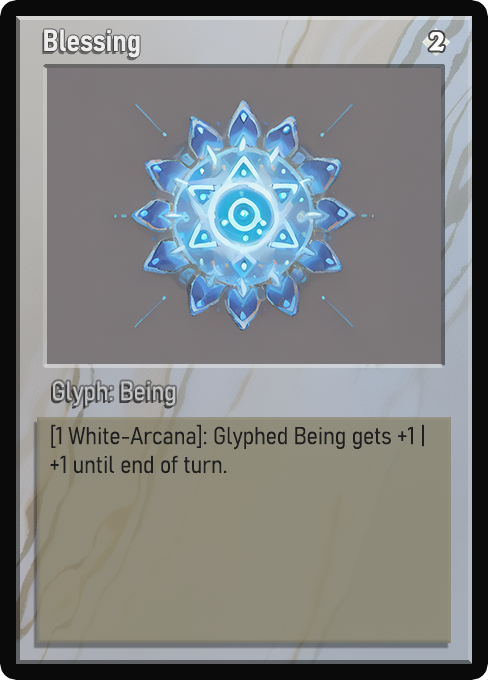 Blessing 2
Glyph: Being
[1 White-Arcana]: Glyphed Being gets +1 |
+1 until end of turn.